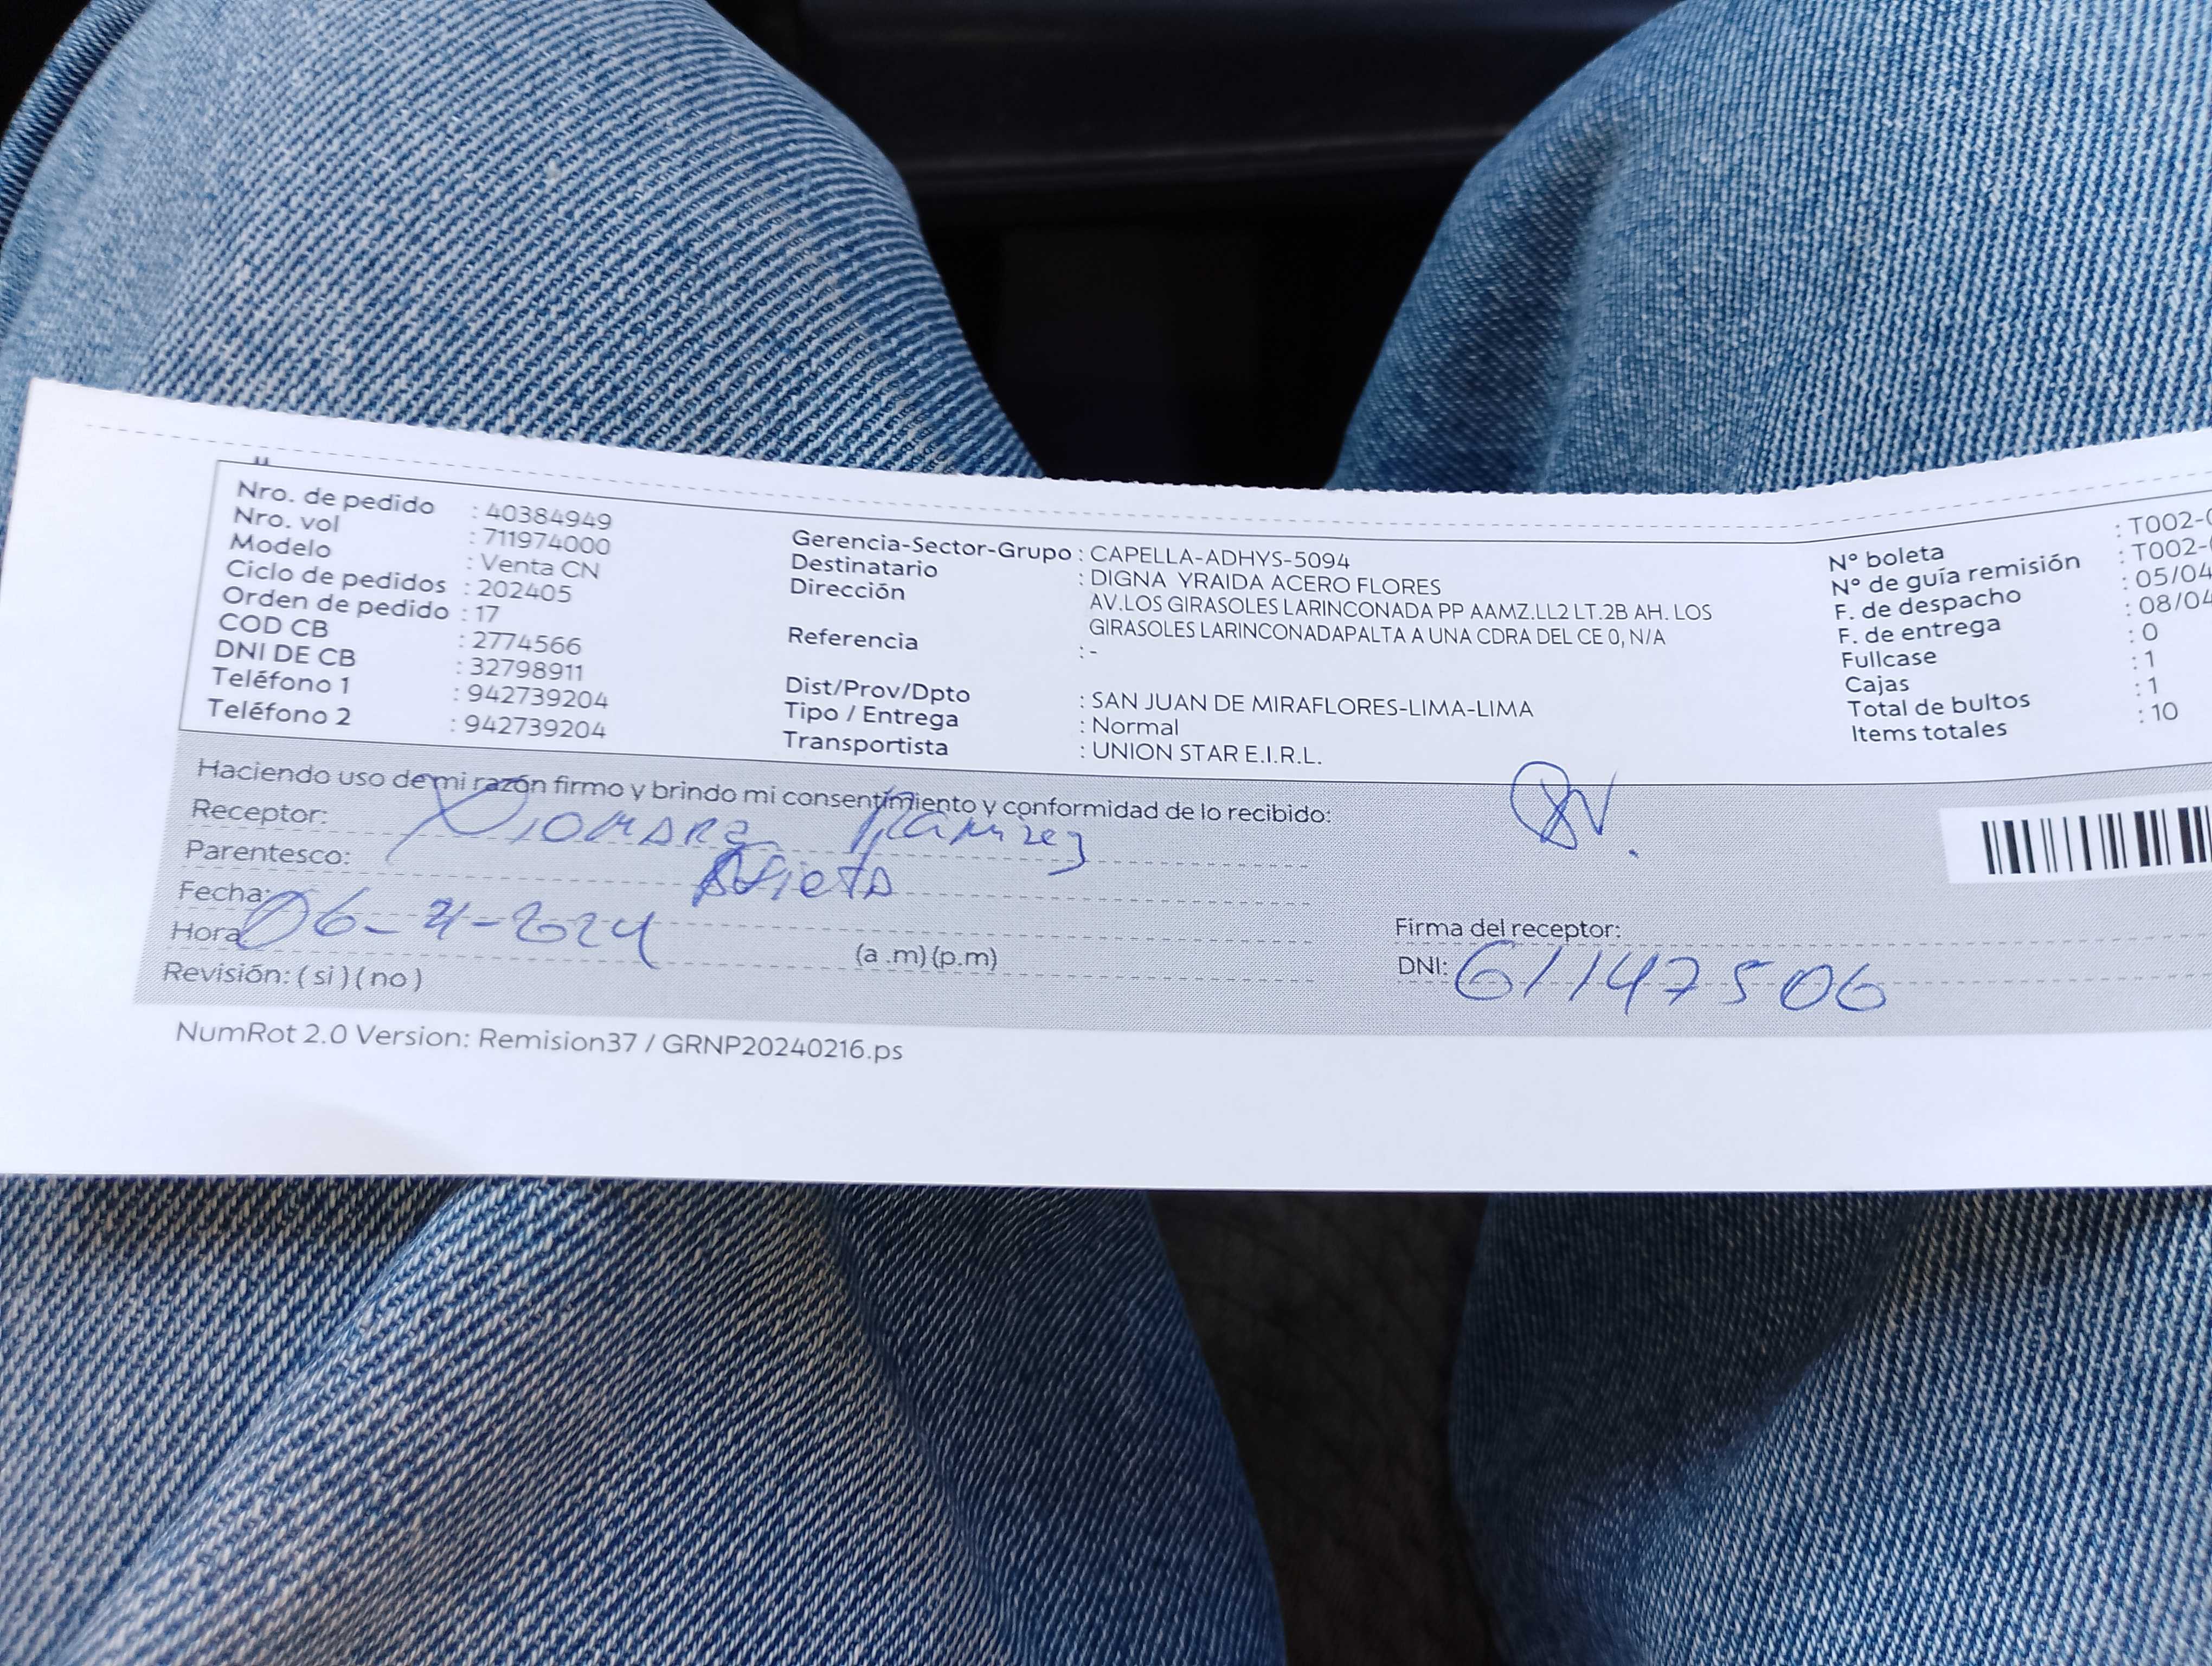 Nro. de pedido : 40384949
Nro. vol : 711974000
Modelo : Venta CN
Ciclo de pedidos : 202405
Orden de pedido : 17
COD CB : 2774566
DNI DE CB : 32798911
Teléfono 1 : 942739204
Teléfono 2 : 942739204
Gerencia-Sector-Grupo : CAPELLA-ADHYS-5094
Destinatario : DIGNA YRAIDA ACERO FLORES
Dirección : AV.LOS GIRASOLES LARINCONADA PP AAMZ.LL2 LT.2B AH. LOS
GIRASOLES LARINCONADAPALTA A UNA CDRA DEL CE 0, N/A
Referencia : -
Dist/Prov/Dpto : SAN JUAN DE MIRAFLORES-LIMA-LIMA
Tipo / Entrega : Normal
Transportista : UNION STAR E.I.R.L.
N° boleta : T002-
N° de guía remisión : T002-
F. de despacho : 05/04
F. de entrega : 08/04
Fullcase : 0
Cajas : 1
Total de bultos : 1
Items totales : 10
Haciendo uso de mi razón firmo y brindo mi consentimiento y conformidad de lo recibido:
Receptor: Xiomara Ramirez
Parentesco: Nieta
Fecha: 06-4-2024
Hora (a .m) (p.m)
Revisión: ( si ) ( no )
Firma del receptor:
DNI: 61147506
NumRot 2.0 Version: Remision37 / GRNP20240216.ps